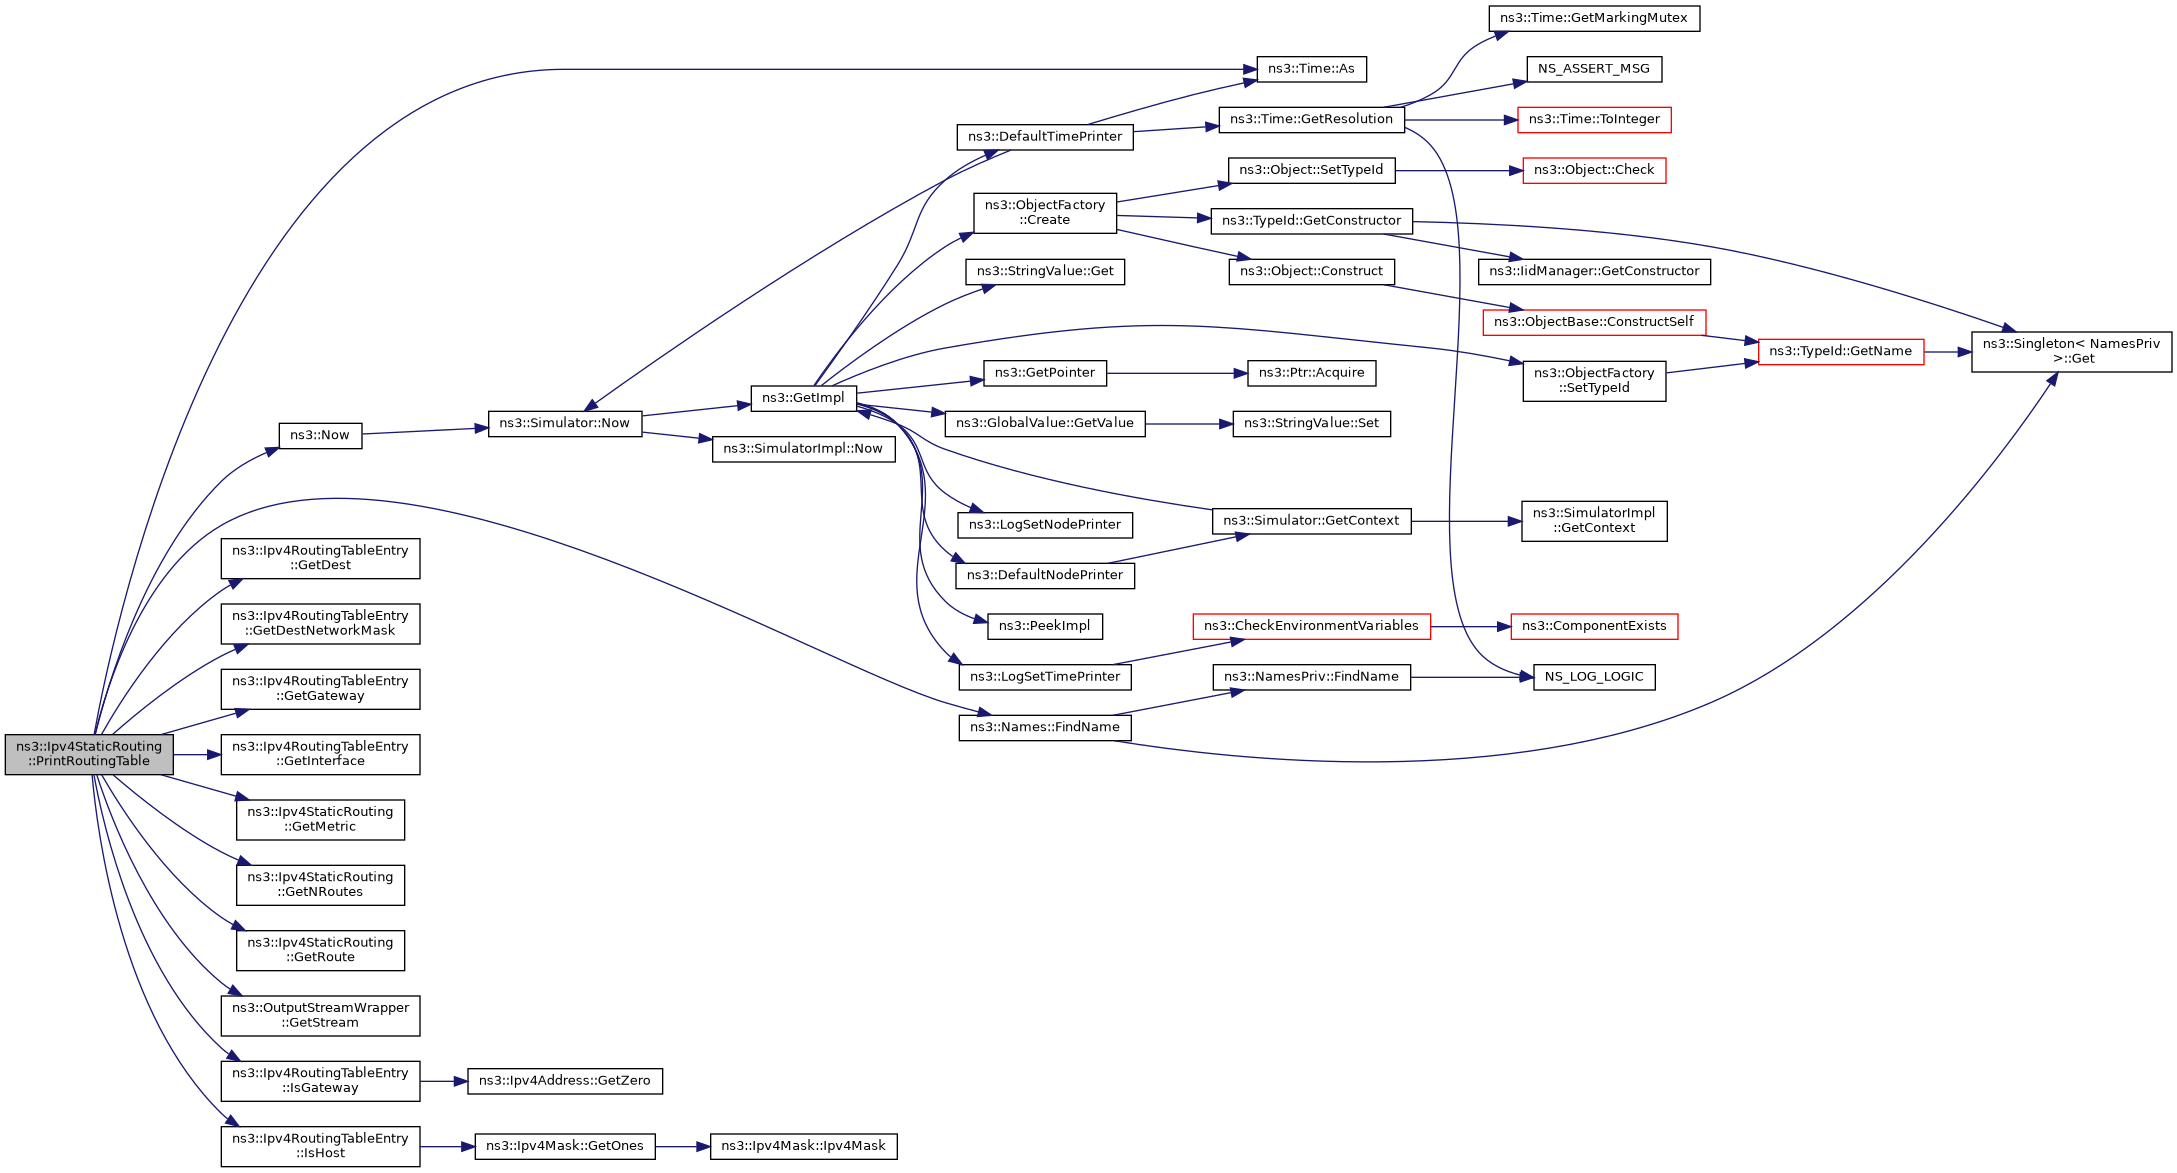 ns3::Time::GetMarkingMutex
ns3::Time::As
NS_ASSERT_MSG
ns3::Time::GetResolution
ns3::Time::ToInteger
ns3::DefaultTimePrinter
ns3::Object::SetTypeId
ns3::Object::Check
ns3::ObjectFactory
::Create
ns3::TypeId::GetConstructor
ns3::StringValue::Get
ns3::Object::Construct
ns3::IidManager::GetConstructor
ns3::ObjectBase::ConstructSelf
ns3::TypeId::GetName
ns3::Singleton< NamesPriv
>::Get
ns3::GetPointer
ns3::Ptr::Acquire
ns3::ObjectFactory
::SetTypeId
ns3::GetImpl
ns3::Now
ns3::Simulator::Now
ns3::GlobalValue::GetValue
ns3::StringValue::Set
ns3::SimulatorImpl::Now
ns3::LogSetNodePrinter
ns3::Simulator::GetContext
ns3::SimulatorImpl
::GetContext
ns3::Ipv4RoutingTableEntry
::GetDest
ns3::DefaultNodePrinter
ns3::Ipv4RoutingTableEntry
::GetDestNetworkMask
ns3::PeekImpl
ns3::CheckEnvironmentVariables
ns3::ComponentExists
ns3::Ipv4RoutingTableEntry
::GetGateway
ns3::LogSetTimePrinter
ns3::NamesPriv::FindName
NS_LOG_LOGIC
ns3::Names::FindName
ns3::Ipv4StaticRouting
::PrintRoutingTable
ns3::Ipv4RoutingTableEntry
::GetInterface
ns3::Ipv4StaticRouting
::GetMetric
ns3::Ipv4StaticRouting
::GetNRoutes
ns3::Ipv4StaticRouting
::GetRoute
ns3::OutputStreamWrapper
::GetStream
ns3::Ipv4RoutingTableEntry
::IsGateway
ns3::Ipv4Address::GetZero
ns3::Ipv4RoutingTableEntry
::IsHost
ns3::Ipv4Mask::GetOnes
ns3::Ipv4Mask::Ipv4Mask